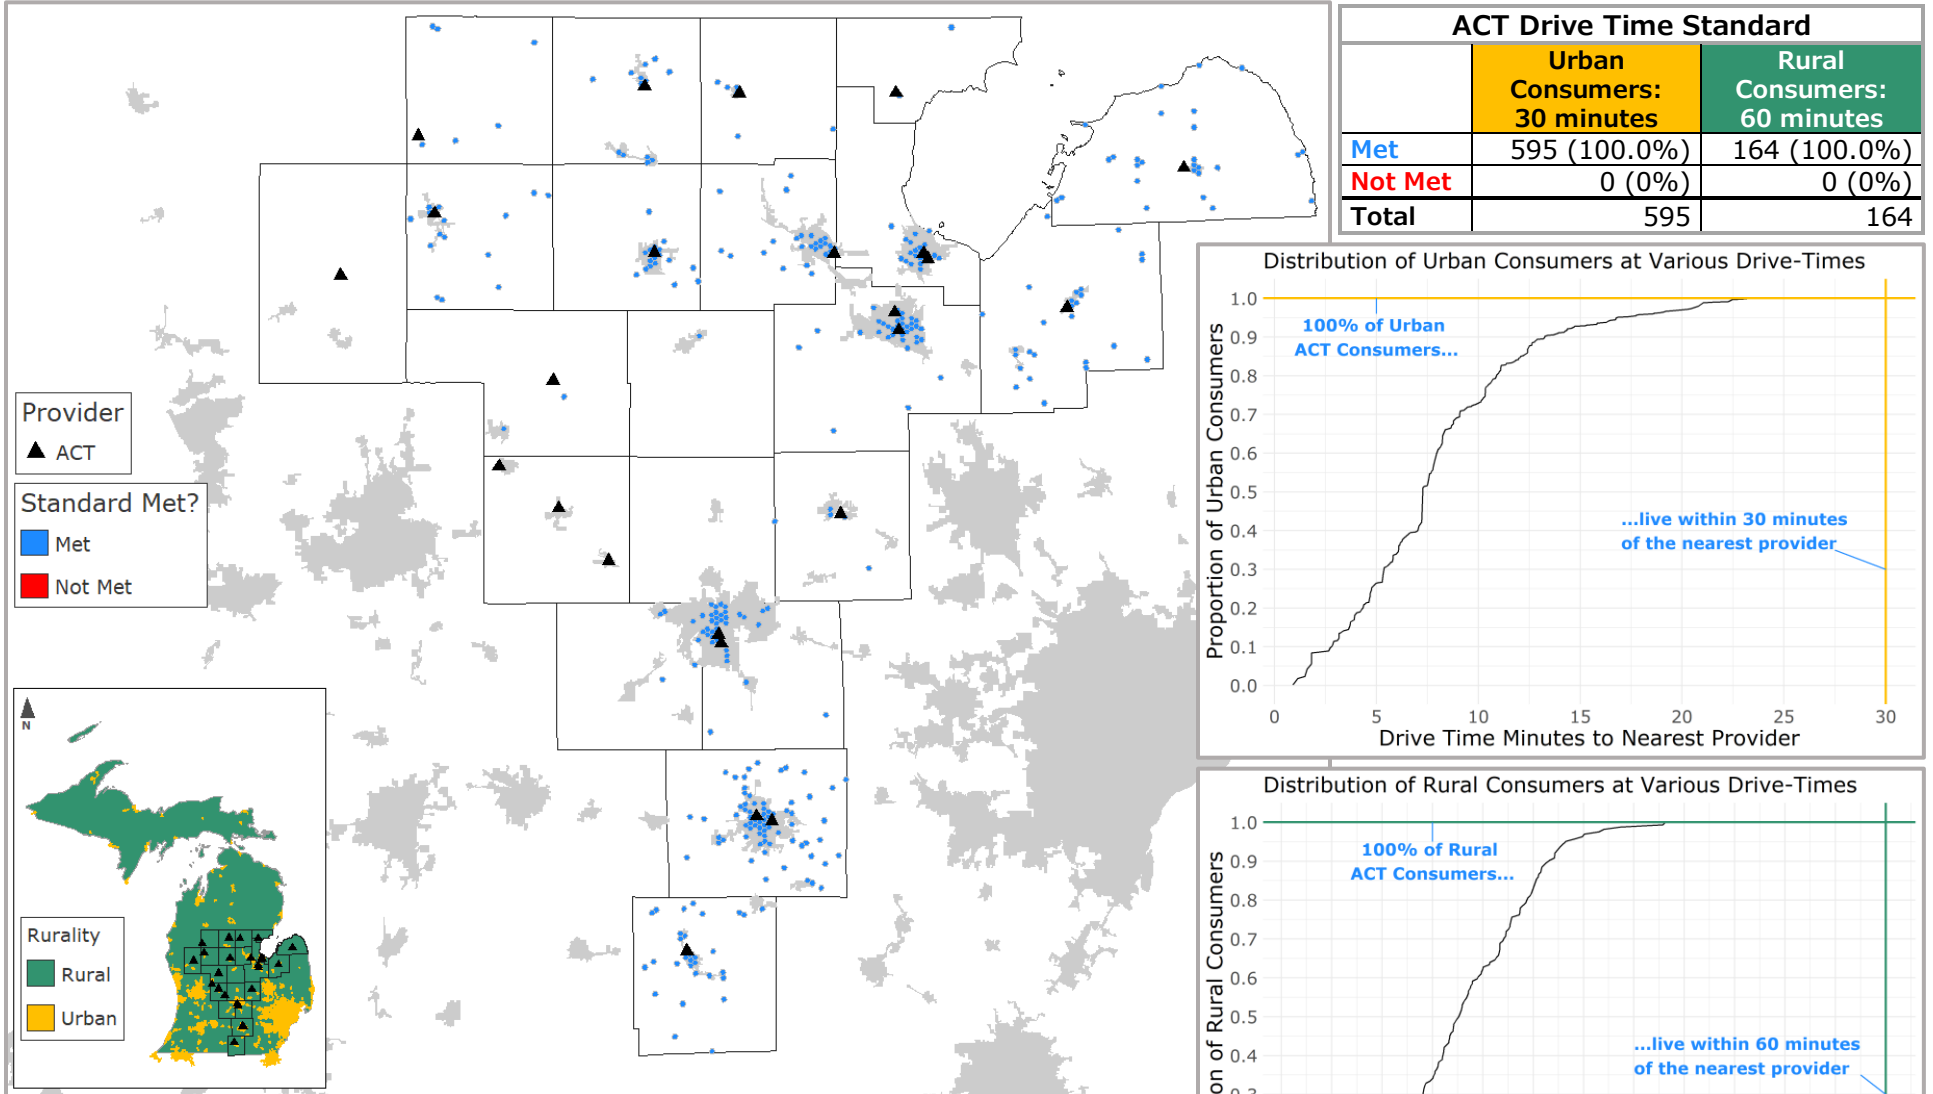 ACT Drive Time Standard
Urban Consumers: 30 minutes
Rural Consumers: 60 minutes
Met 595 (100.0%) 164 (100.0%)
Not Met 0 (0%) 0 (0%)
Total 595 164
Provider
ACT
Standard Met?
Met
Not Met
N
Rurality
Rural
Urban
Distribution of Urban Consumers at Various Drive-Times
Proportion of Urban Consumers
1.0
0.9
0.8
0.7
0.6
0.5
0.4
0.3
0.2
0.1
0.0
100% of Urban
ACT Consumers...
...live within 30 minutes
of the nearest provider
0 5 10 15 20 25 30
Drive Time Minutes to Nearest Provider
Distribution of Rural Consumers at Various Drive-Times
on of Rural Consumers
1.0
0.9
0.8
0.7
0.6
0.5
0.4
0.3
100% of Rural
ACT Consumers...
...live within 60 minutes
of the nearest provider